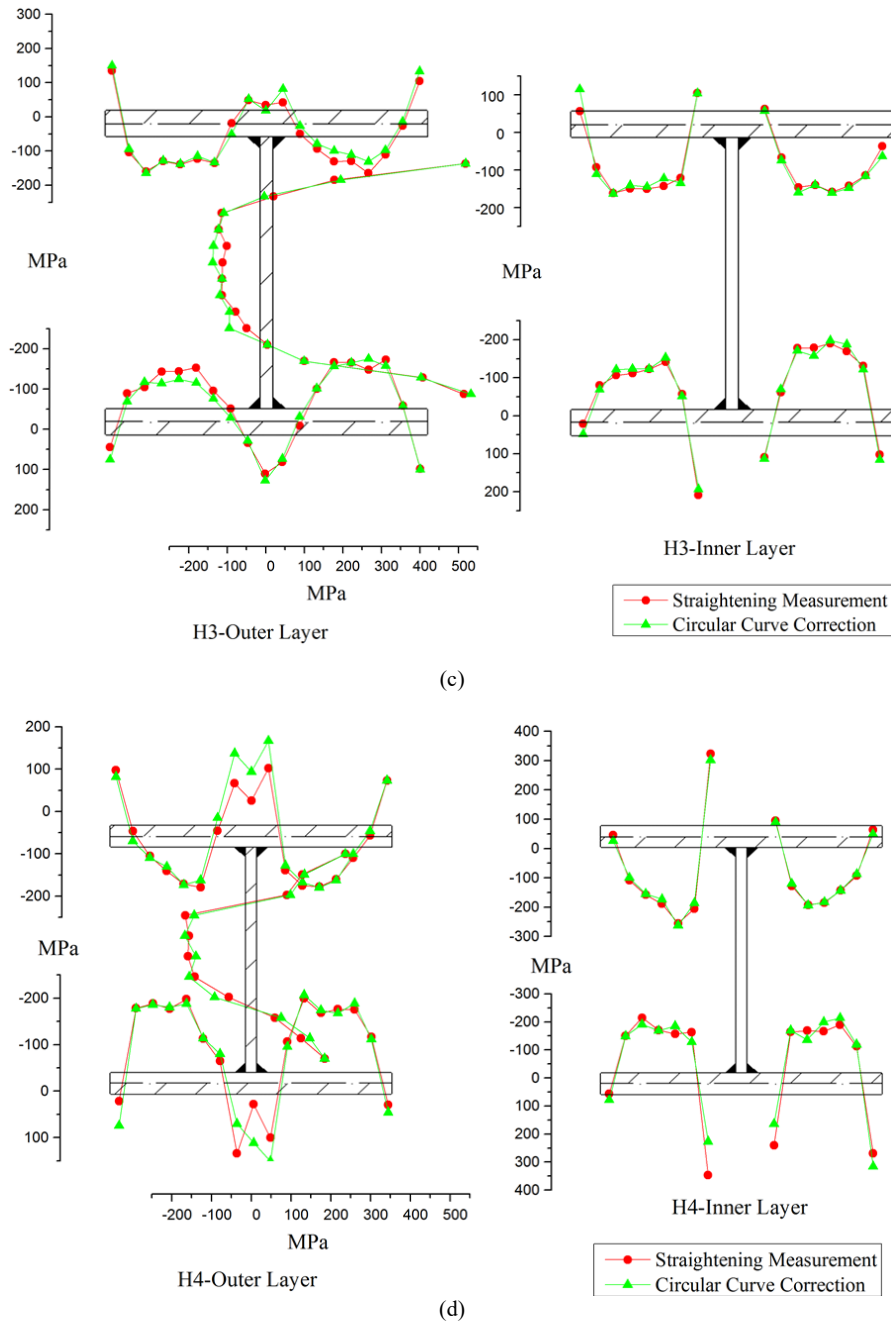 300
200
100
0
-100
-200
MPa
-200
-100
0
100
200
-200 -100 0 100 200 300 400 500
MPa
H3-Outer Layer
100
0
-100
-200
MPa
-200
-100
0
100
200
H3-Inner Layer
Straightening Measurement
Circular Curve Correction
(c)
200
100
0
-100
-200
MPa
-200
-100
0
100
-200 -100 0 100 200 300 400 500
MPa
H4-Outer Layer
400
300
200
100
0
-100
-200
-300
MPa
-300
-200
-100
0
100
200
300
400
H4-Inner Layer
Straightening Measurement
Circular Curve Correction
(d)